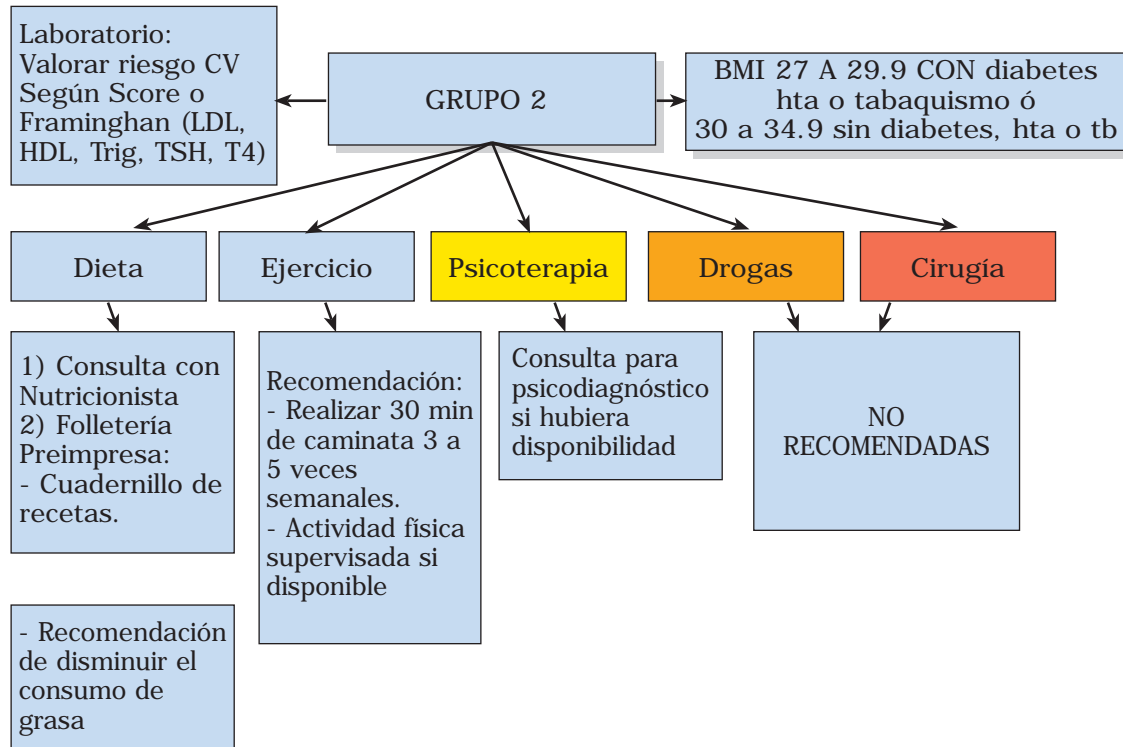 Laboratorio:
Valorar riesgo CV
Según Score o
Framinghan (LDL,
HDL, Trig, TSH, T4)
GRUPO 2
BMI 27 A 29.9 CON diabetes
hta o tabaquismo ó
30 a 34.9 sin diabetes, hta o tb
Dieta
Ejercicio
Psicoterapia
Drogas
Cirugía
1) Consulta con
Nutricionista
2) Folletería
Preimpresa:
- Cuadernillo de
recetas.
Recomendación:
- Realizar 30 min
de caminata 3 a
5 veces
semanales.
- Actividad física
supervisada si
disponible
Consulta para
psicodiagnóstico
si hubiera
disponibilidad
NO
RECOMENDADAS
- Recomendación
de disminuir el
consumo de
grasa